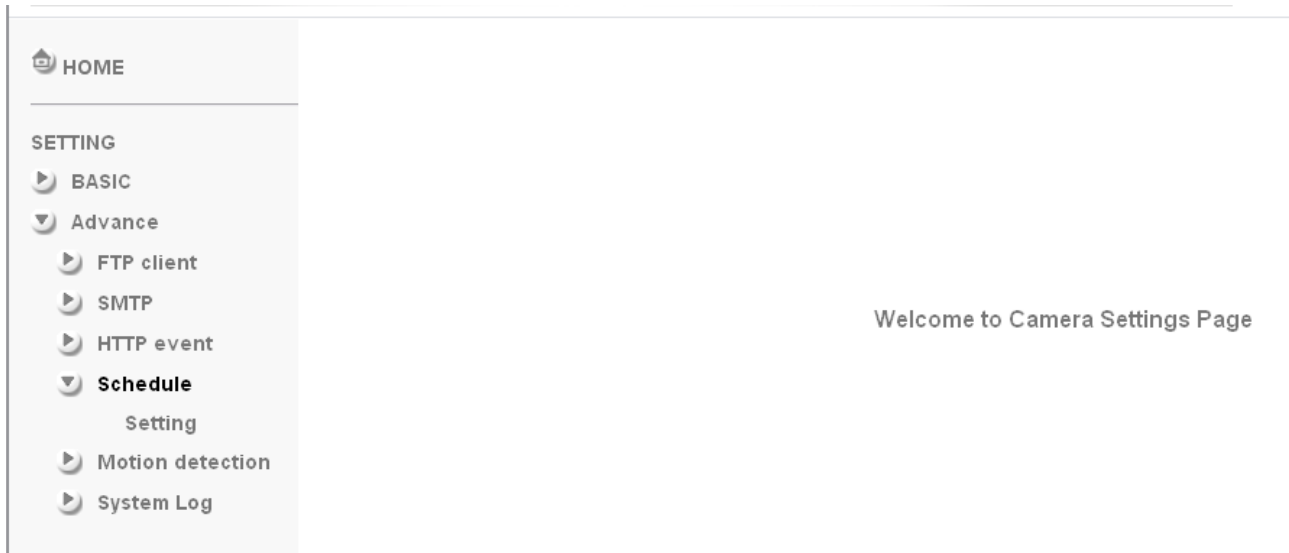 HOME
SETTING
BASIC
Advance
FTP client
SMTP
HTTP event
Schedule
Setting
Motion detection
System Log
Welcome to Camera Settings Page